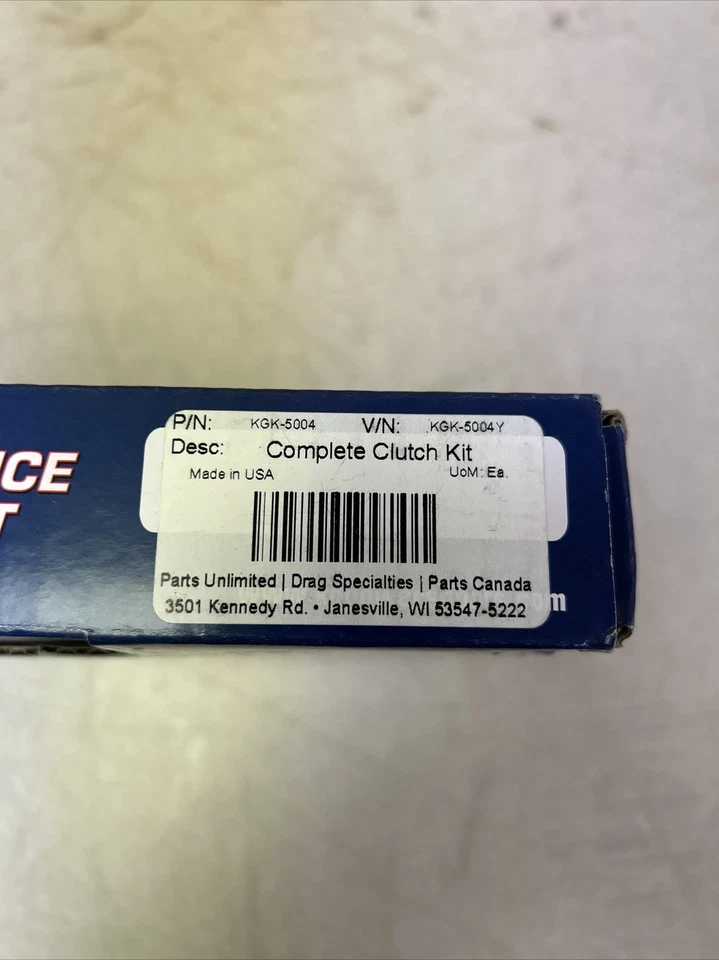 P/N: KGK-5004 V/N: KGK-5004Y
Desc: Complete Clutch Kit
Made in USA UoM: Ea.
Parts Unlimited | Drag Specialties | Parts Canada
3501 Kennedy Rd. • Janesville, WI 53547-5222